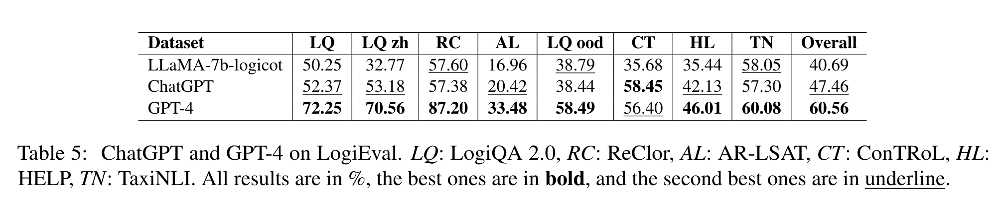 Dataset LQ LQ zh RC AL LQ ood CT HL TN Overall
LLaMA-7b-logicot 50.25 32.77 57.60 16.96 38.79 35.68 35.44 58.05 40.69
ChatGPT 52.37 53.18 57.38 20.42 38.44 58.45 42.13 57.30 47.46
GPT-4 72.25 70.56 87.20 33.48 58.49 56.40 46.01 60.08 60.56
Table 5: ChatGPT and GPT-4 on LogiEval. LQ: LogiQA 2.0, RC: ReClor, AL: AR-LSAT, CT: ConTRoL, HL:
HELP, TN: TaxiNLI. All results are in %, the best ones are in bold, and the second best ones are in underline.